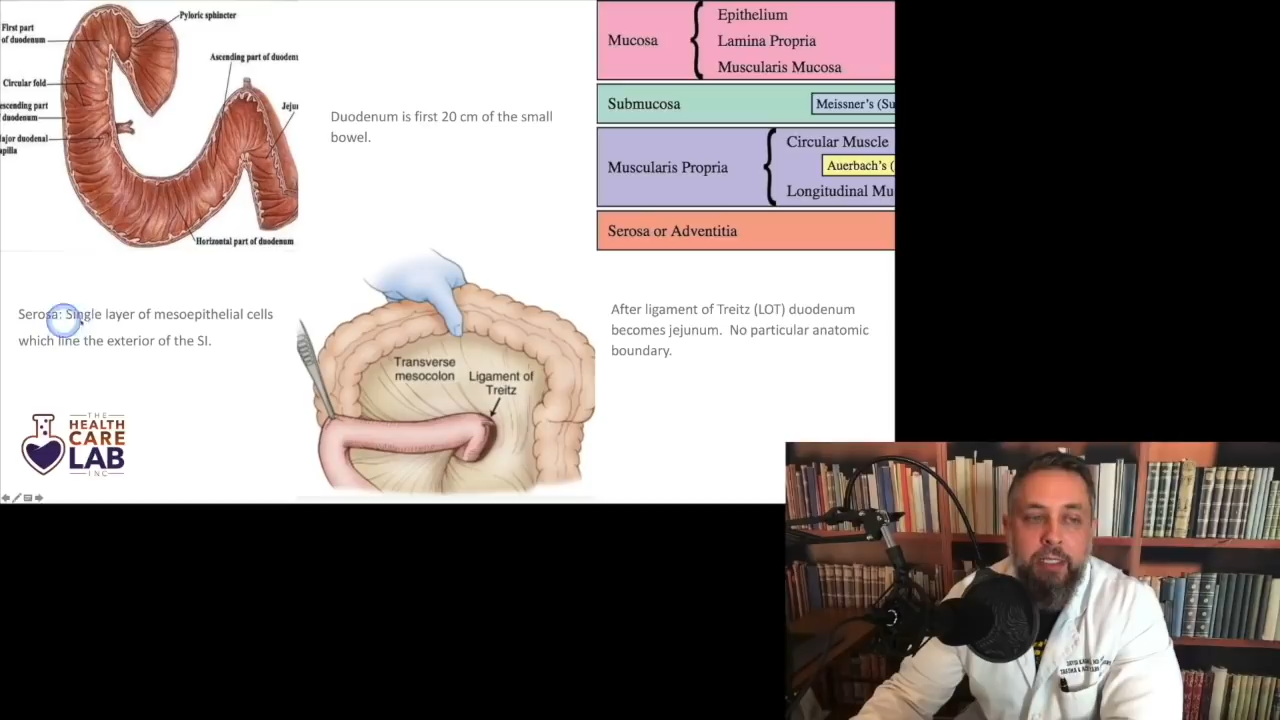 Pyloric sphincter
First part
of duodenum
Ascending part of duoden
Circular fold
escending part
of duodenum
ajor duodenal
apilla
Jeju
Horizontal part of duodenum
Duodenum is first 20 cm of the small
bowel.
Mucosa
Epithelium
Lamina Propria
Muscularis Mucosa
Submucosa
Meissner's (Su
Muscularis Propria
Circular Muscle
Auerbach's (
Longitudinal Mu
Serosa or Adventitia
Serosa: Single layer of mesoepithelial cells
which line the exterior of the SI.
Transverse
mesocolon
Ligament of
Treitz
After ligament of Treitz (LOT) duodenum
becomes jejunum. No particular anatomic
boundary.
THE
HEALTH
CARE
LAB
INC